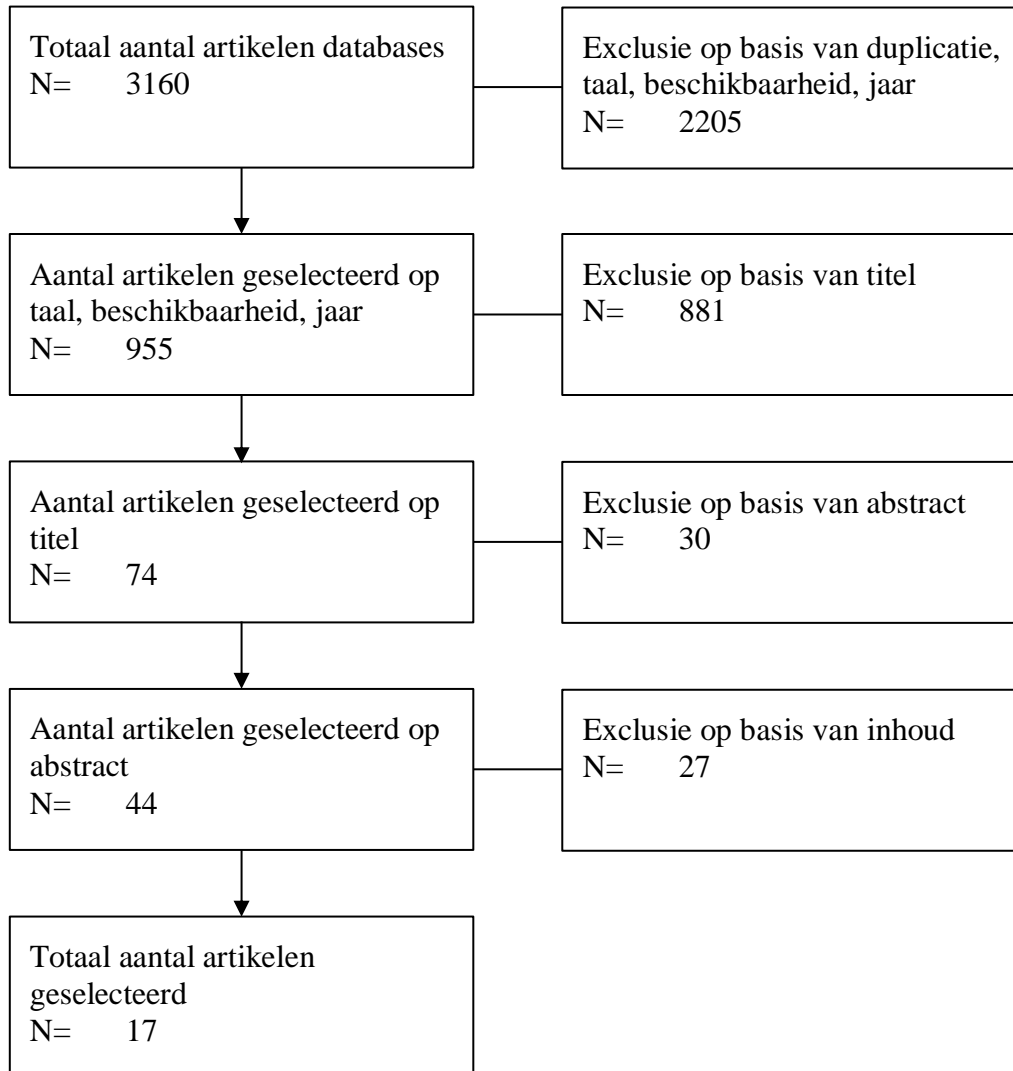 Totaal aantal artikelen databases
N= 3160
Exclusie op basis van duplicatie,
taal, beschikbaarheid, jaar
N= 2205
Aantal artikelen geselecteerd op
taal, beschikbaarheid, jaar
N= 955
Exclusie op basis van titel
N= 881
Aantal artikelen geselecteerd op
titel
N= 74
Exclusie op basis van abstract
N= 30
Aantal artikelen geselecteerd op
abstract
N= 44
Exclusie op basis van inhoud
N= 27
Totaal aantal artikelen
geselecteerd
N= 17